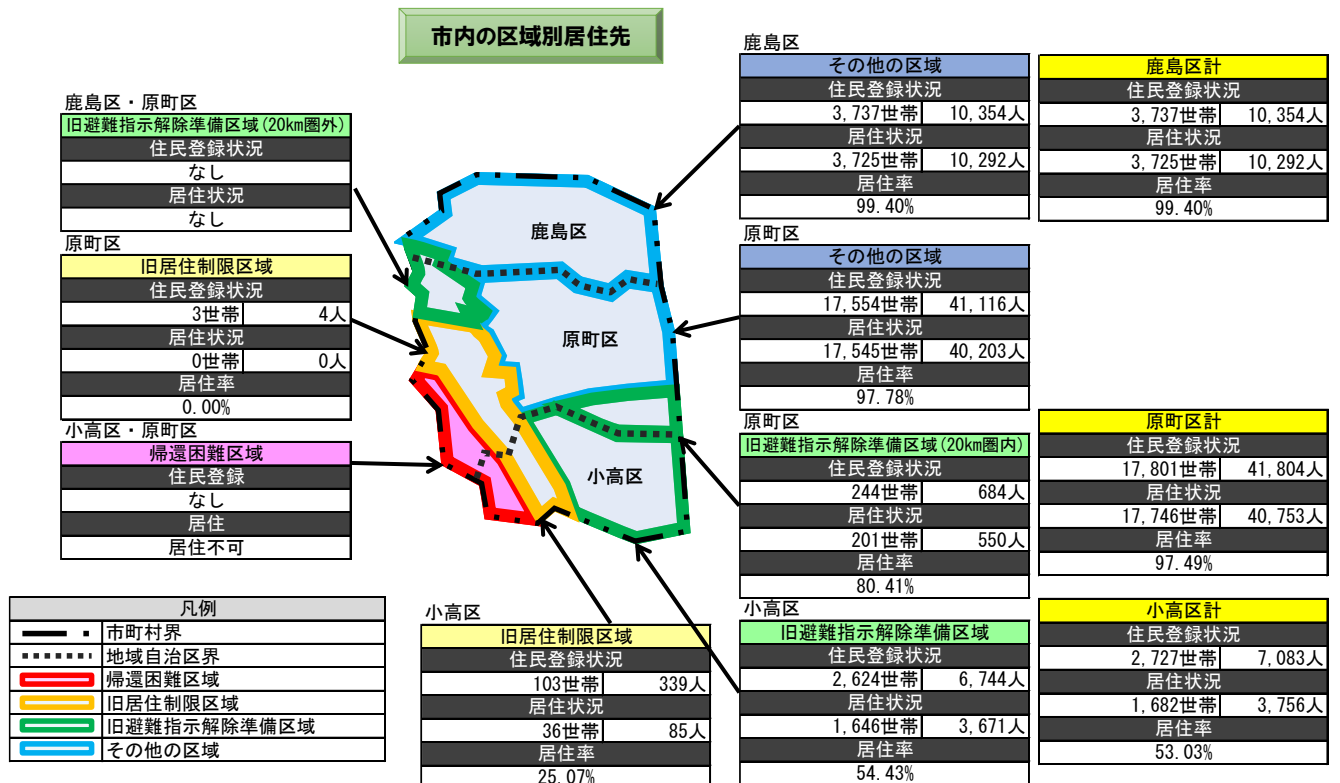 市内の区域別居住先
鹿島区・原町区
旧避難指示解除準備区域(20km圏外)
住民登録状況
なし
居住状況
なし
原町区
旧居住制限区域
住民登録状況
3世帯 4人
居住状況
0世帯 0人
居住率
0.00%
小高区・原町区
帰還困難区域
住民登録
なし
居住
居住不可
鹿島区
原町区
小高区
鹿島区
その他の区域
住民登録状況
3,737世帯 10,354人
居住状況
3,725世帯 10,292人
居住率
99.40%
鹿島区計
住民登録状況
3,737世帯 10,354人
居住状況
3,725世帯 10,292人
居住率
99.40%
原町区
その他の区域
住民登録状況
17,554世帯 41,116人
居住状況
17,545世帯 40,203人
居住率
97.78%
原町区
旧避難指示解除準備区域(20km圏内)
住民登録状況
244世帯 684人
居住状況
201世帯 550人
居住率
80.41%
原町区計
住民登録状況
17,801世帯 41,804人
居住状況
17,746世帯 40,753人
居住率
97.49%
凡例
市町村界
地域自治区界
帰還困難区域
旧居住制限区域
旧避難指示解除準備区域
その他の区域
小高区
旧居住制限区域
住民登録状況
103世帯 339人
居住状況
36世帯 85人
居住率
25.07%
小高区
旧避難指示解除準備区域
住民登録状況
2,624世帯 6,744人
居住状況
1,646世帯 3,671人
居住率
54.43%
小高区計
住民登録状況
2,727世帯 7,083人
居住状況
1,682世帯 3,756人
居住率
53.03%